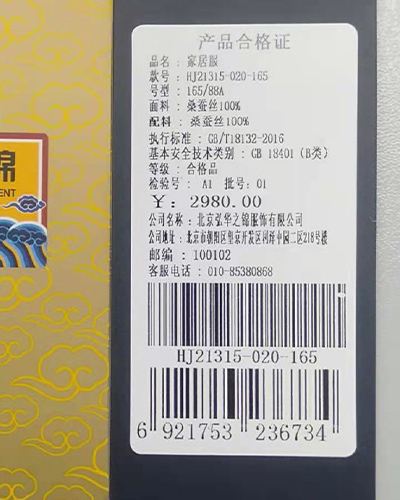 锦
ENT
产品合格证
品名：家居服
款号：HJ21315-020-165
号型：165/88A
面料：桑蚕丝100%
配料：桑蚕丝100%
执行标准：GB/T18132-2016
基本安全技术类别：GB 18401（B类）
等级：合格品
检验号： A1 批号：01
￥：2980.00
公司名称：北京弘华之锦服饰有限公司
公司地址：北京市朝阳区望京开发区利泽中园二区218号楼
邮编：100102
客服电话：010-85380868
HJ21315-020-165
6 921753 236734